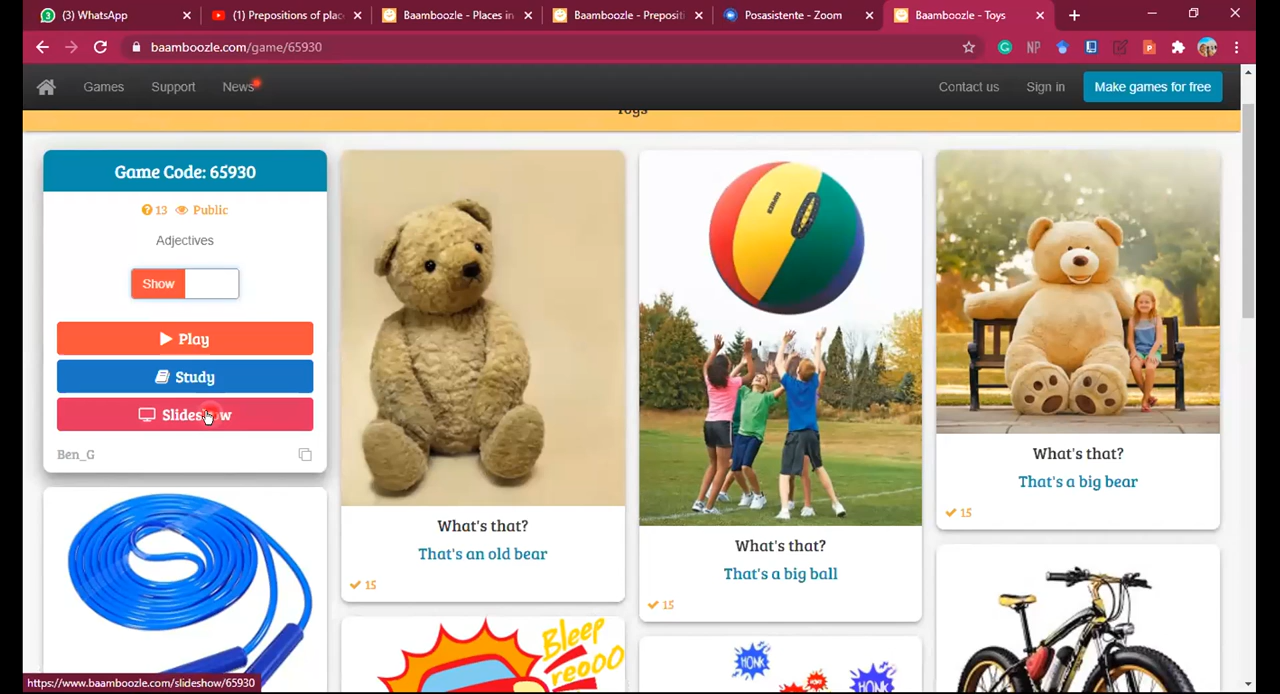 (3) WhatsApp
(1) Prepositions of plac
Baamboozle - Places in
Baamboozle - Preposit
Posasistente - Zoom
Baamboozle - Toys
baamboozle.com/game/65930
NP
Games
Support
News
Contact us
Sign in
Make games for free
Toys
Game Code: 65930
13 Public
Adjectives
Show
Play
Study
Slideshow
Ben_G
What's that?
That's an old bear
15
What's that?
That's a big ball
15
What's that?
That's a big bear
15
Bleep
reooo
HONK
HONK
https://www.baamboozle.com/slideshow/65930